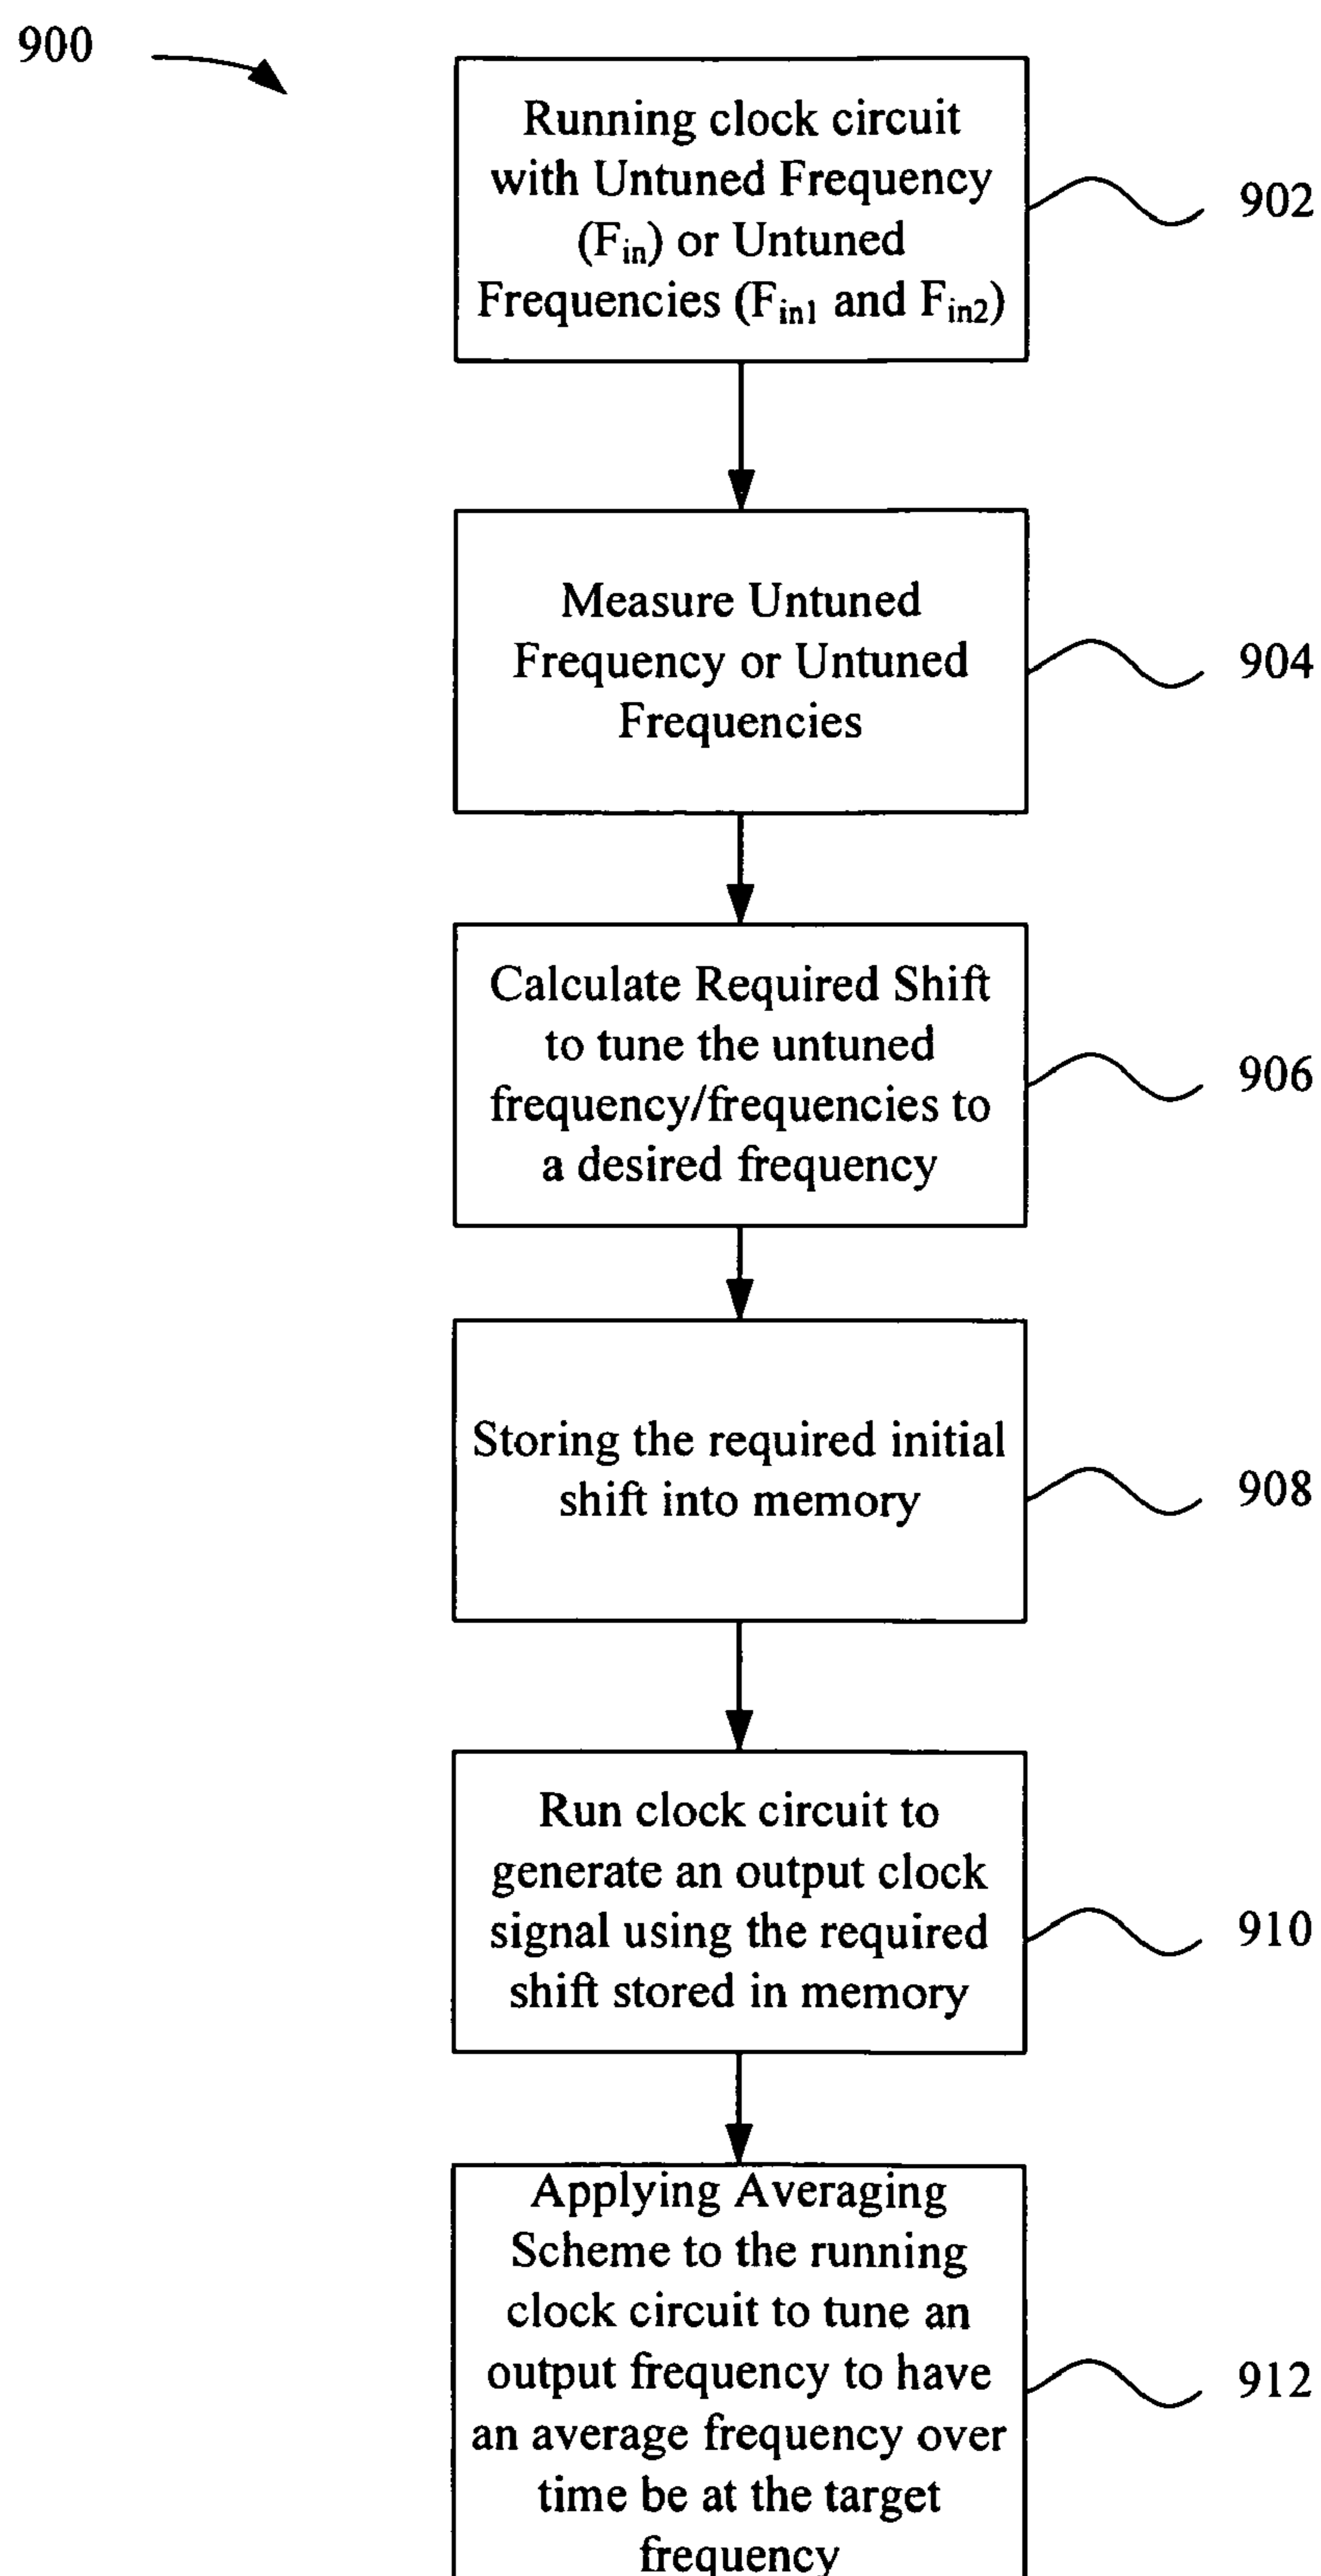 900
Running clock circuit
with Untuned Frequency
(Fin) or Untuned
Frequencies (Fin1 and Fin2)
902
Measure Untuned
Frequency or Untuned
Frequencies
904
Calculate Required Shift
to tune the untuned
frequency/frequencies to
a desired frequency
906
Storing the required initial
shift into memory
908
Run clock circuit to
generate an output clock
signal using the required
shift stored in memory
910
Applying Averaging
Scheme to the running
clock circuit to tune an
output frequency to have
an average frequency over
time be at the target
frequency
912